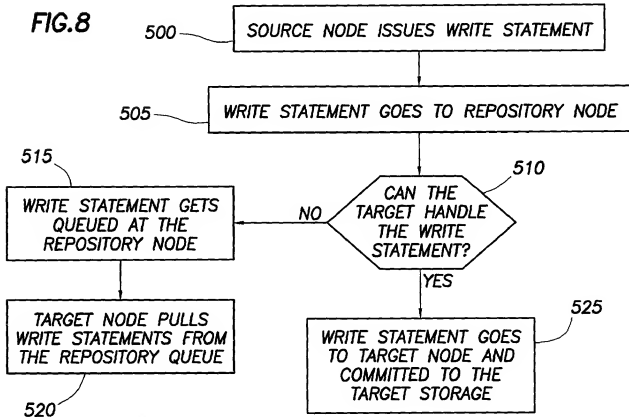 FIG.8
500
SOURCE NODE ISSUES WRITE STATEMENT
505
WRITE STATEMENT GOES TO REPOSITORY NODE
510
CAN THE
TARGET HANDLE
THE WRITE
STATEMENT?
NO
YES
515
WRITE STATEMENT GETS
QUEUED AT THE
REPOSITORY NODE
TARGET NODE PULLS
WRITE STATEMENTS FROM
THE REPOSITORY QUEUE
520
WRITE STATEMENT GOES
TO TARGET NODE AND
COMMITTED TO THE
TARGET STORAGE
525